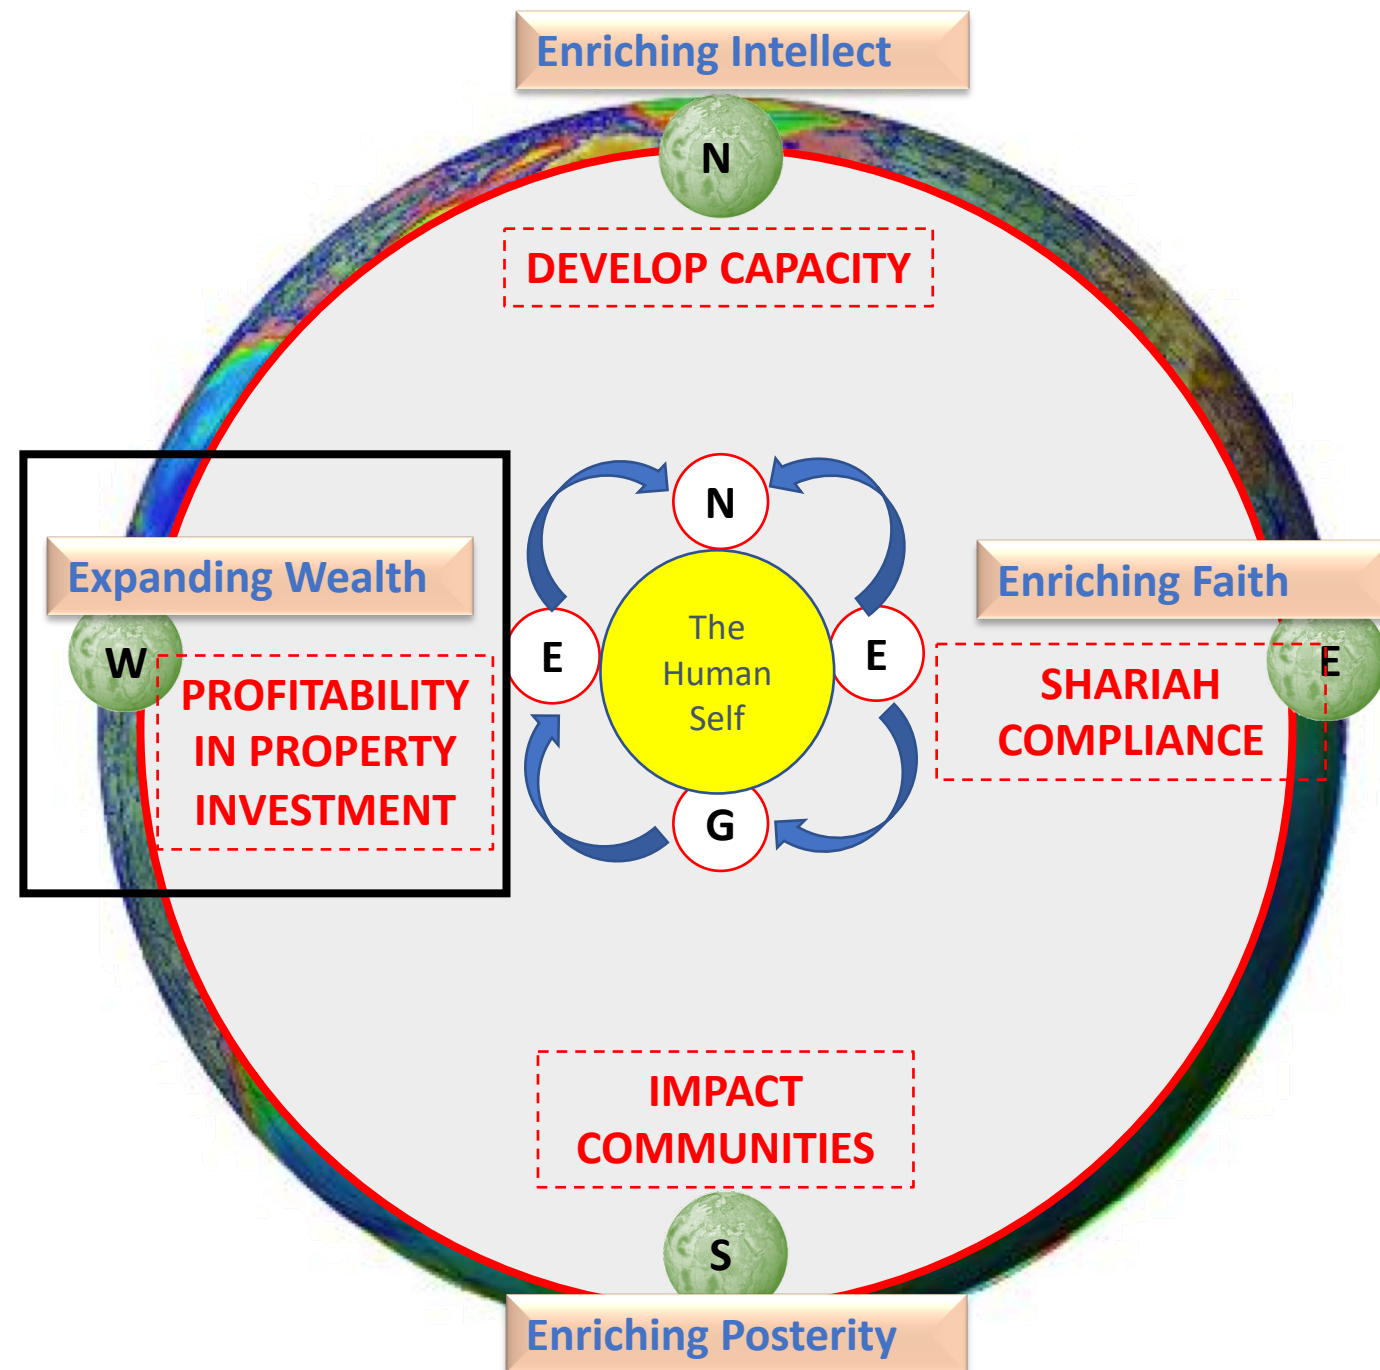 Enriching Intellect
N
DEVELOP CAPACITY
N
Expanding Wealth
W
PROFITABILITY
IN PROPERTY
INVESTMENT
E
The
Human
Self
E
G
Enriching Faith
E
SHARIAH
COMPLIANCE
IMPACT
COMMUNITIES
S
Enriching Posterity